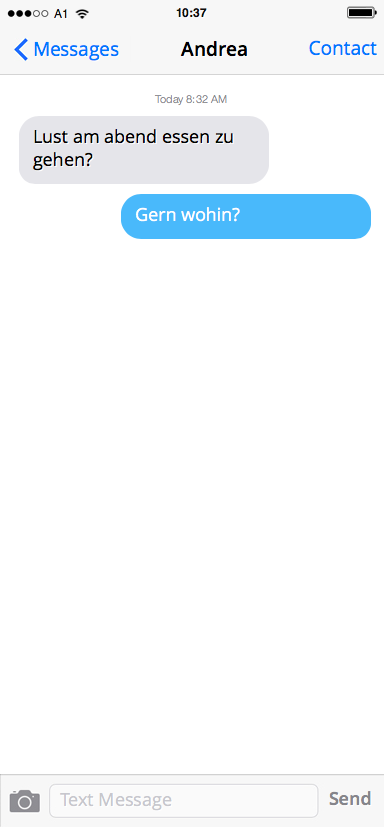 A1 10:37
Messages Andrea Contact
Today 8:32 AM
Lust am abend essen zu
gehen?
Gern wohin?
Text Message Send